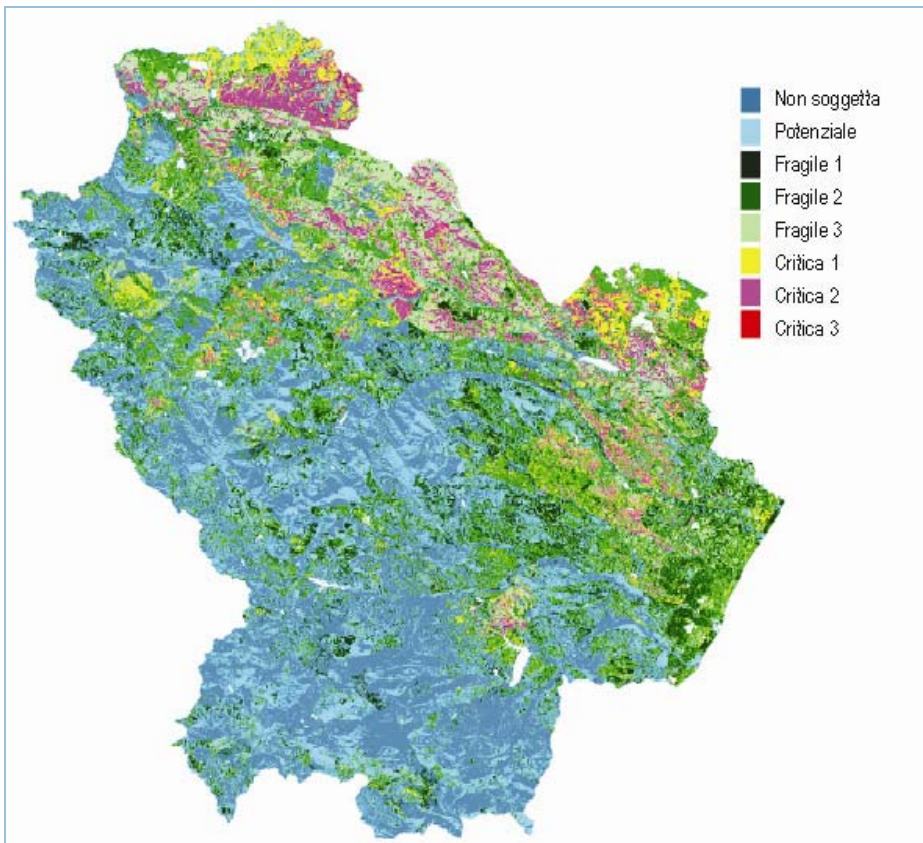 Non soggetta
Potenziale
Fragile 1
Fragile 2
Fragile 3
Critica 1
Critica 2
Critica 3